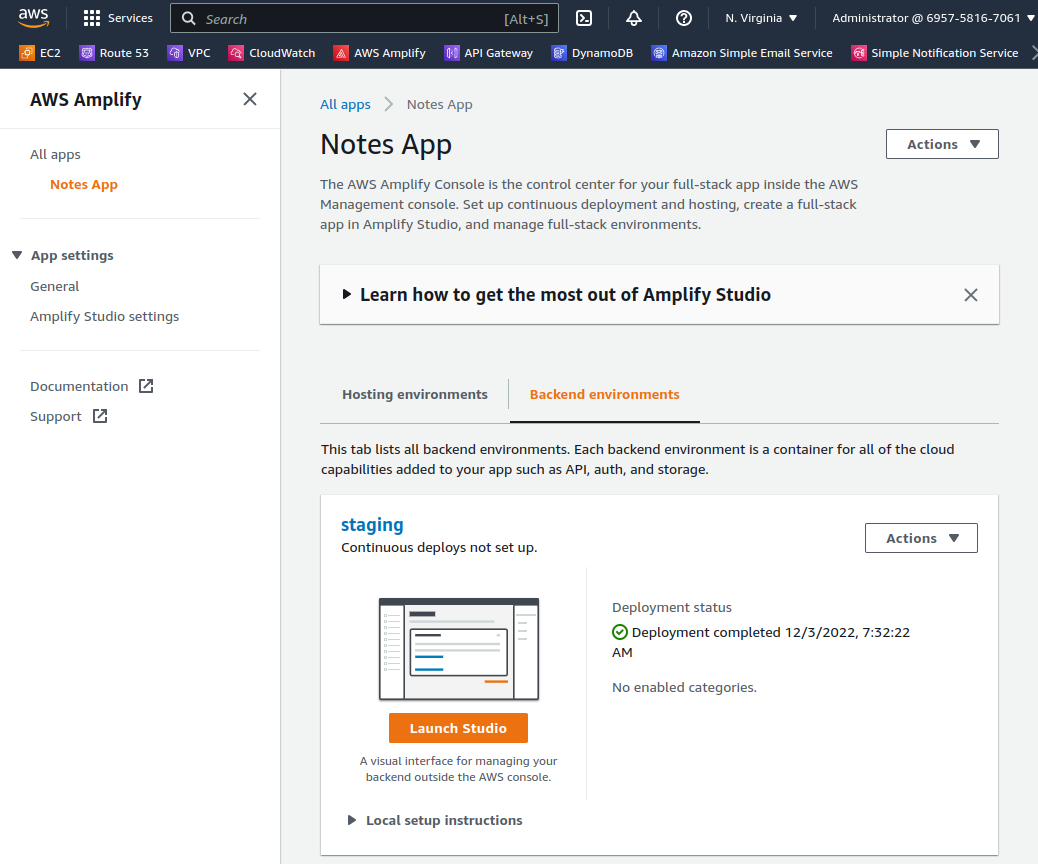 aws
Services
Search [Alt+S]
N. Virginia
Administrator @ 6957-5816-7061
EC2
Route 53
VPC
CloudWatch
AWS Amplify
API Gateway
DynamoDB
Amazon Simple Email Service
Simple Notification Service
AWS Amplify
All apps
Notes App
App settings
General
Amplify Studio settings
Documentation
Support
All apps
Notes App
Notes App
Actions
The AWS Amplify Console is the control center for your full-stack app inside the AWS
Management console. Set up continuous deployment and hosting, create a full-stack
app in Amplify Studio, and manage full-stack environments.
Learn how to get the most out of Amplify Studio
Hosting environments
Backend environments
This tab lists all backend environments. Each backend environment is a container for all of the cloud
capabilities added to your app such as API, auth, and storage.
staging
Continuous deploys not set up.
Actions
Launch Studio
A visual interface for managing your
backend outside the AWS console.
Deployment status
Deployment completed 12/3/2022, 7:32:22
AM
No enabled categories.
Local setup instructions